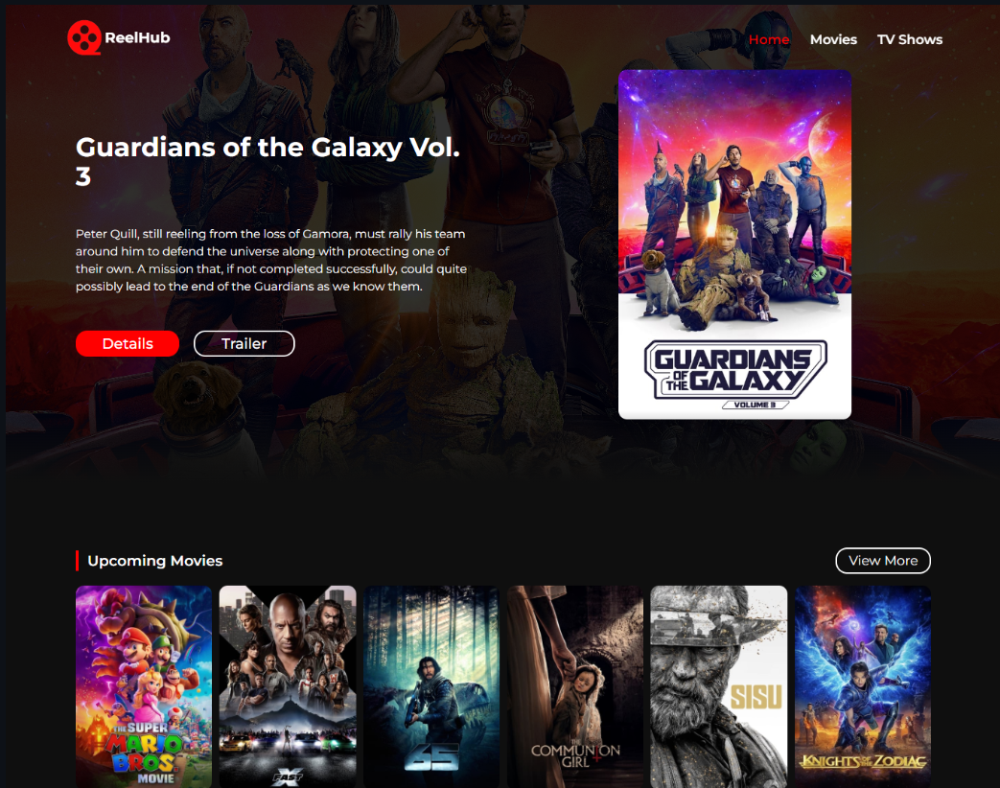 ReelHub
Home Movies TV Shows
Guardians of the Galaxy Vol.
3
Peter Quill, still reeling from the loss of Gamora, must rally his team
around him to defend the universe along with protecting one of
their own. A mission that, if not completed successfully, could quite
possibly lead to the end of the Guardians as we know them.
Details Trailer
GUARDIANS
OF THE GALAXY
VOLUME 3
Upcoming Movies
View More
THE SUPER
MARIO
BROS.
MOVIE
FAST X
65
THE
COMMUNION
GIRL
SISU
KNIGHTS OF THE ZODIAC